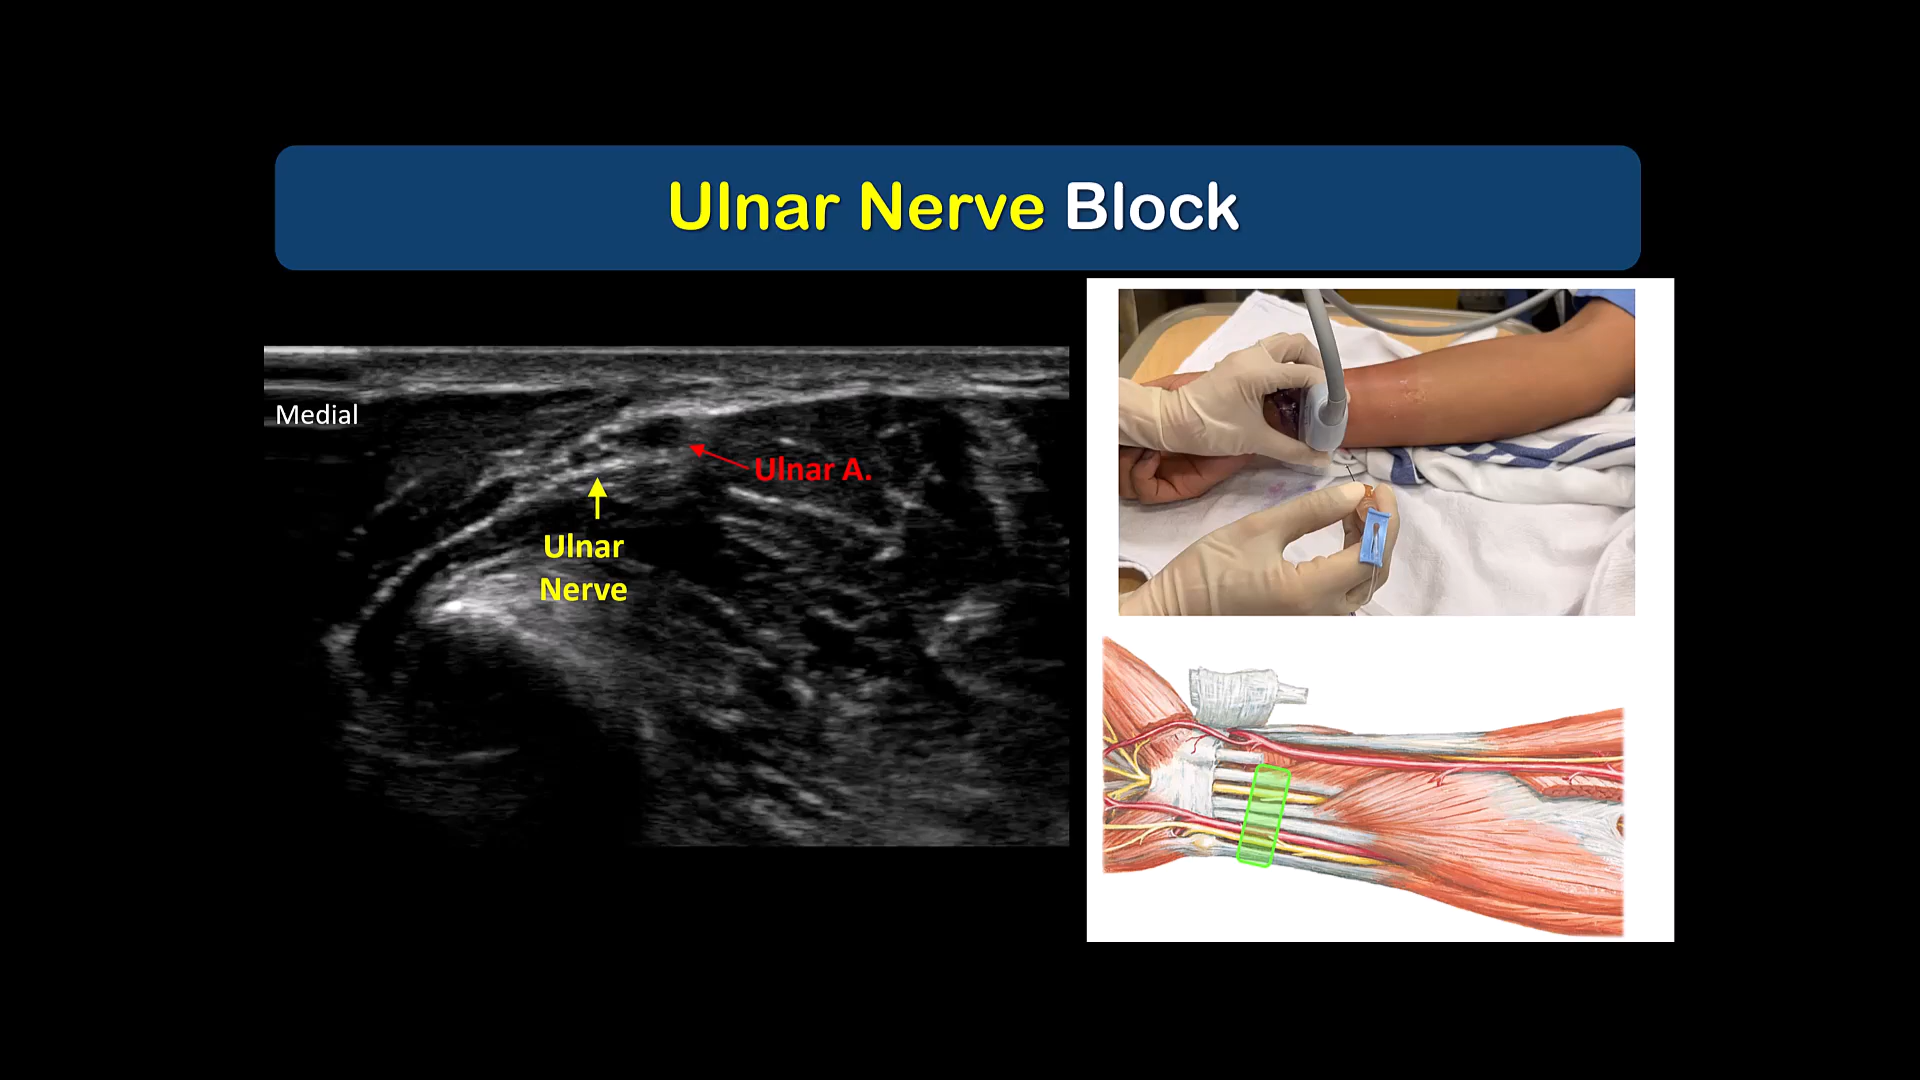 Ulnar Nerve Block
Medial
Ulnar A.
Ulnar
Nerve